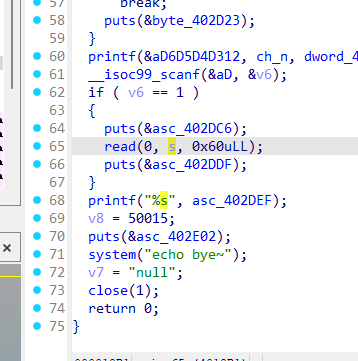 57 break;
58 puts(&byte_402D23);
59 }
60 printf(&aD6D5D4D312, ch_n, dword_4
61 __isoc99_scanf(&aD, &v6);
62 if ( v6 == 1 )
63 {
64 puts(&asc_402DC6);
65 read(0, s, 0x60uLL);
66 puts(&asc_402DDF);
67 }
68 printf("%s", asc_402DEF);
69 v8 = 50015;
70 puts(&asc_402E02);
71 system("echo bye~");
72 v7 = "null";
73 close(1);
74 return 0;
75 }